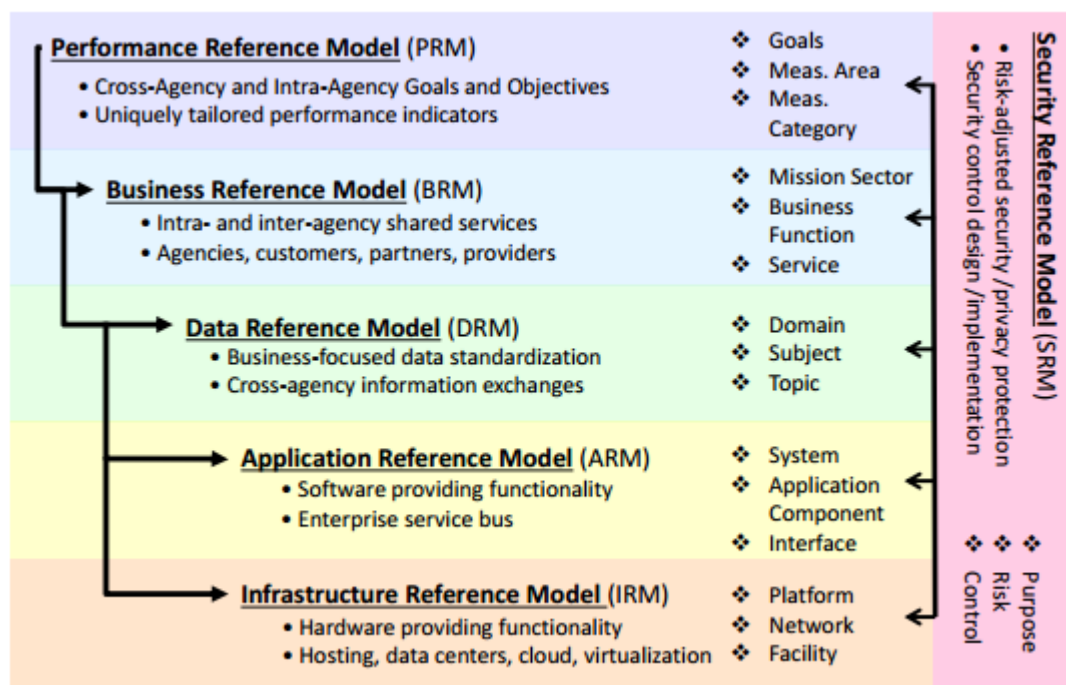 Performance Reference Model (PRM)
• Cross-Agency and Intra-Agency Goals and Objectives
• Uniquely tailored performance indicators
❖ Goals
❖ Meas. Area
❖ Meas.
Category
Business Reference Model (BRM)
• Intra- and inter-agency shared services
• Agencies, customers, partners, providers
❖ Mission Sector
❖ Business
Function
❖ Service
Data Reference Model (DRM)
• Business-focused data standardization
• Cross-agency information exchanges
❖ Domain
❖ Subject
❖ Topic
Application Reference Model (ARM)
• Software providing functionality
• Enterprise service bus
❖ System
❖ Application
Component
❖ Interface
Infrastructure Reference Model (IRM)
• Hardware providing functionality
• Hosting, data centers, cloud, virtualization
❖ Platform
❖ Network
❖ Facility
Security Reference Model (SRM)
• Risk-adjusted security /privacy protection
• Security control design /implementation
❖ Purpose
❖ Risk
❖ Control